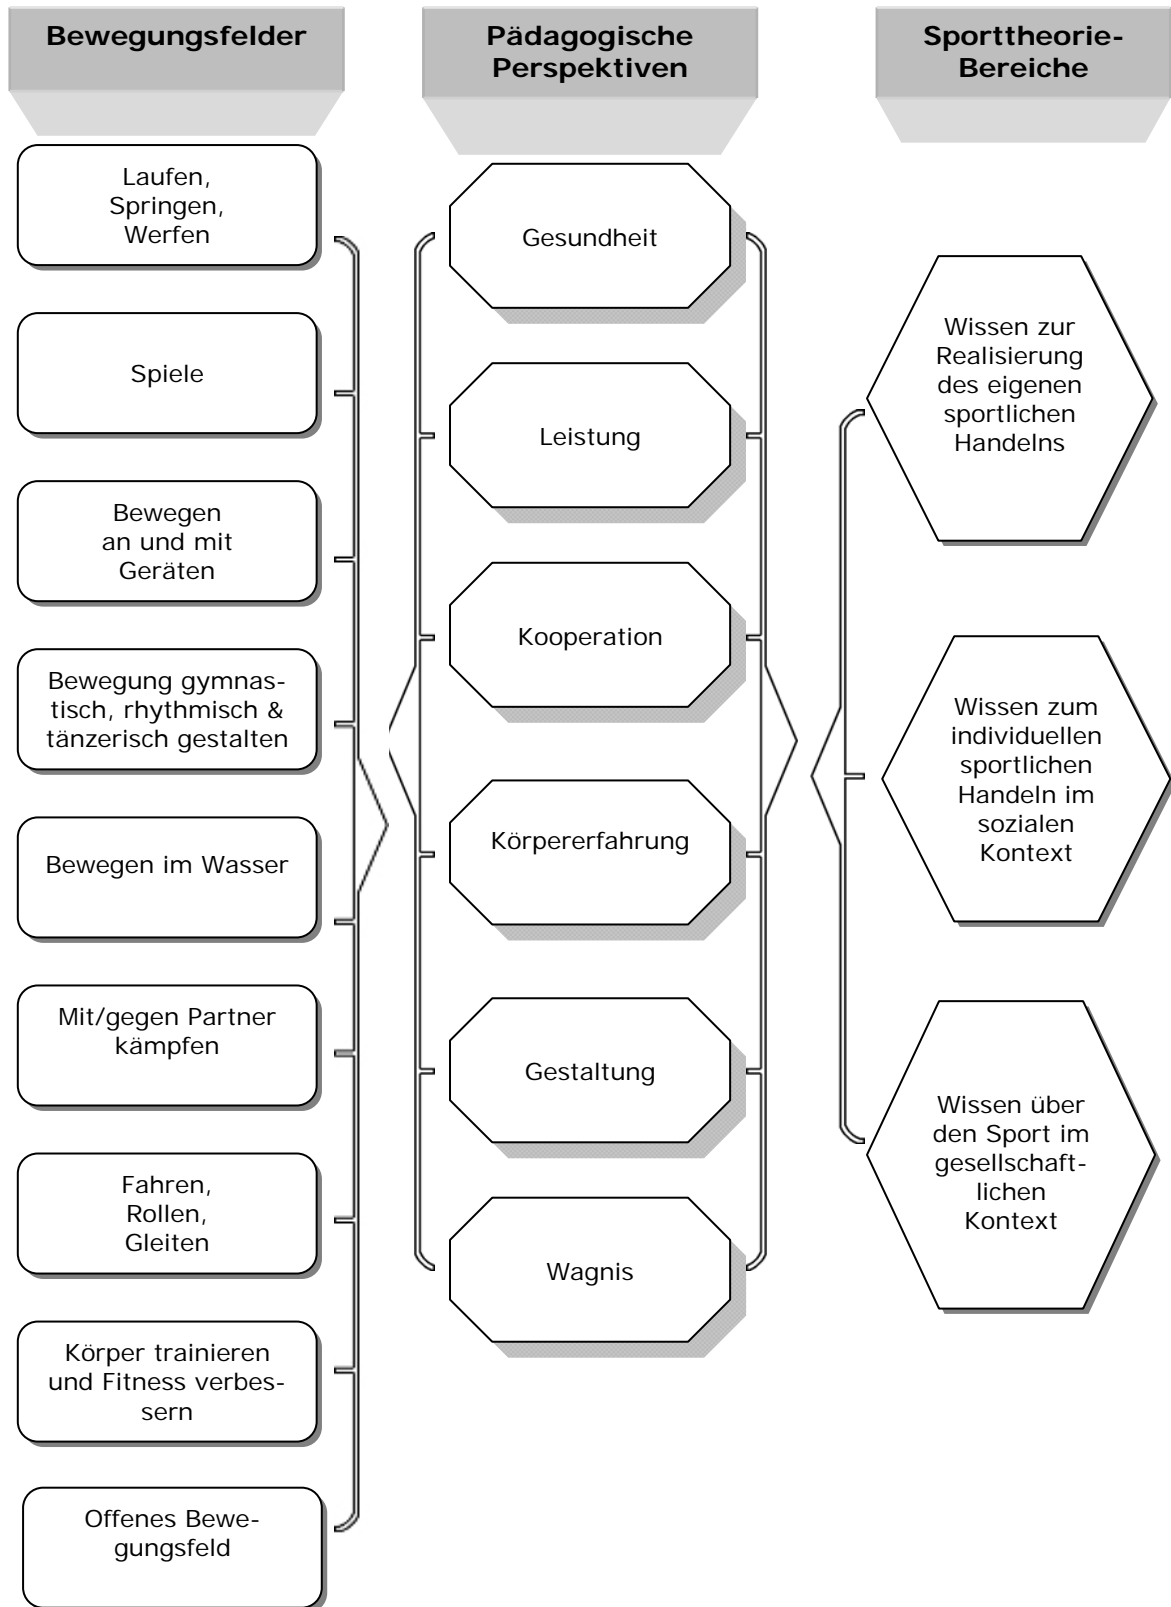 Bewegungsfelder
Laufen,
Springen,
Werfen
Spiele
Bewegen
an und mit
Geräten
Bewegung gymnas-
tisch, rhythmisch &
tänzerisch gestalten
Bewegen im Wasser
Mit/gegen Partner
kämpfen
Fahren,
Rollen,
Gleiten
Körper trainieren
und Fitness verbes-
sern
Offenes Bewe-
gungsfeld
Pädagogische
Perspektiven
Gesundheit
Leistung
Kooperation
Körpererfahrung
Gestaltung
Wagnis
Sporttheorie-
Bereiche
Wissen zur
Realisierung
des eigenen
sportlichen
Handelns
Wissen zum
individuellen
sportlichen
Handeln im
sozialen
Kontext
Wissen über
den Sport im
gesellschaft-
lichen
Kontext